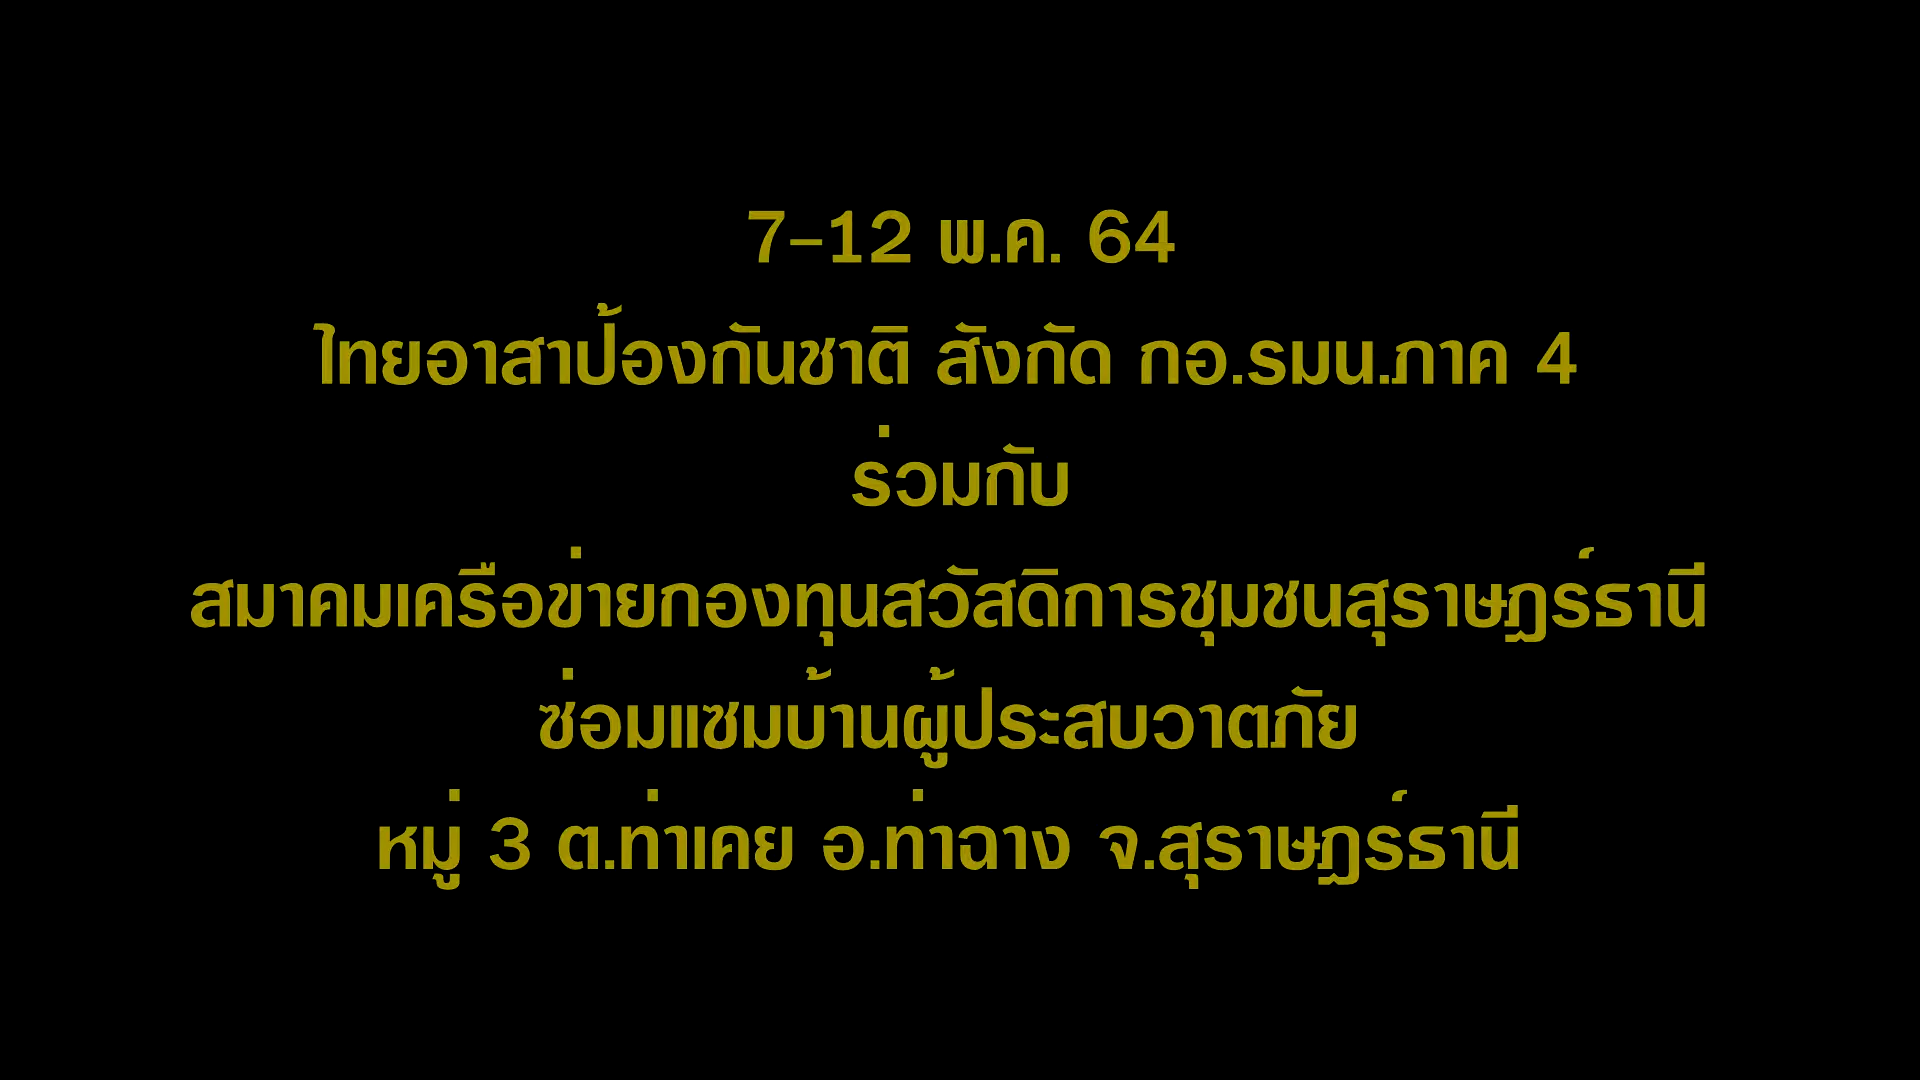 7-12 พ.ค. 64
ไทยอาสาป้องกันชาติ สังกัด กอ.รมน.ภาค 4
ร่วมกับ
สมาคมเครือข่ายกองทุนสวัสดิการชุมชนสุราษฎร์ธานี
ซ่อมแซมบ้านผู้ประสบวาตภัย
หมู่ 3 ต.ท่าเคย อ.ท่าฉาง จ.สุราษฎร์ธานี